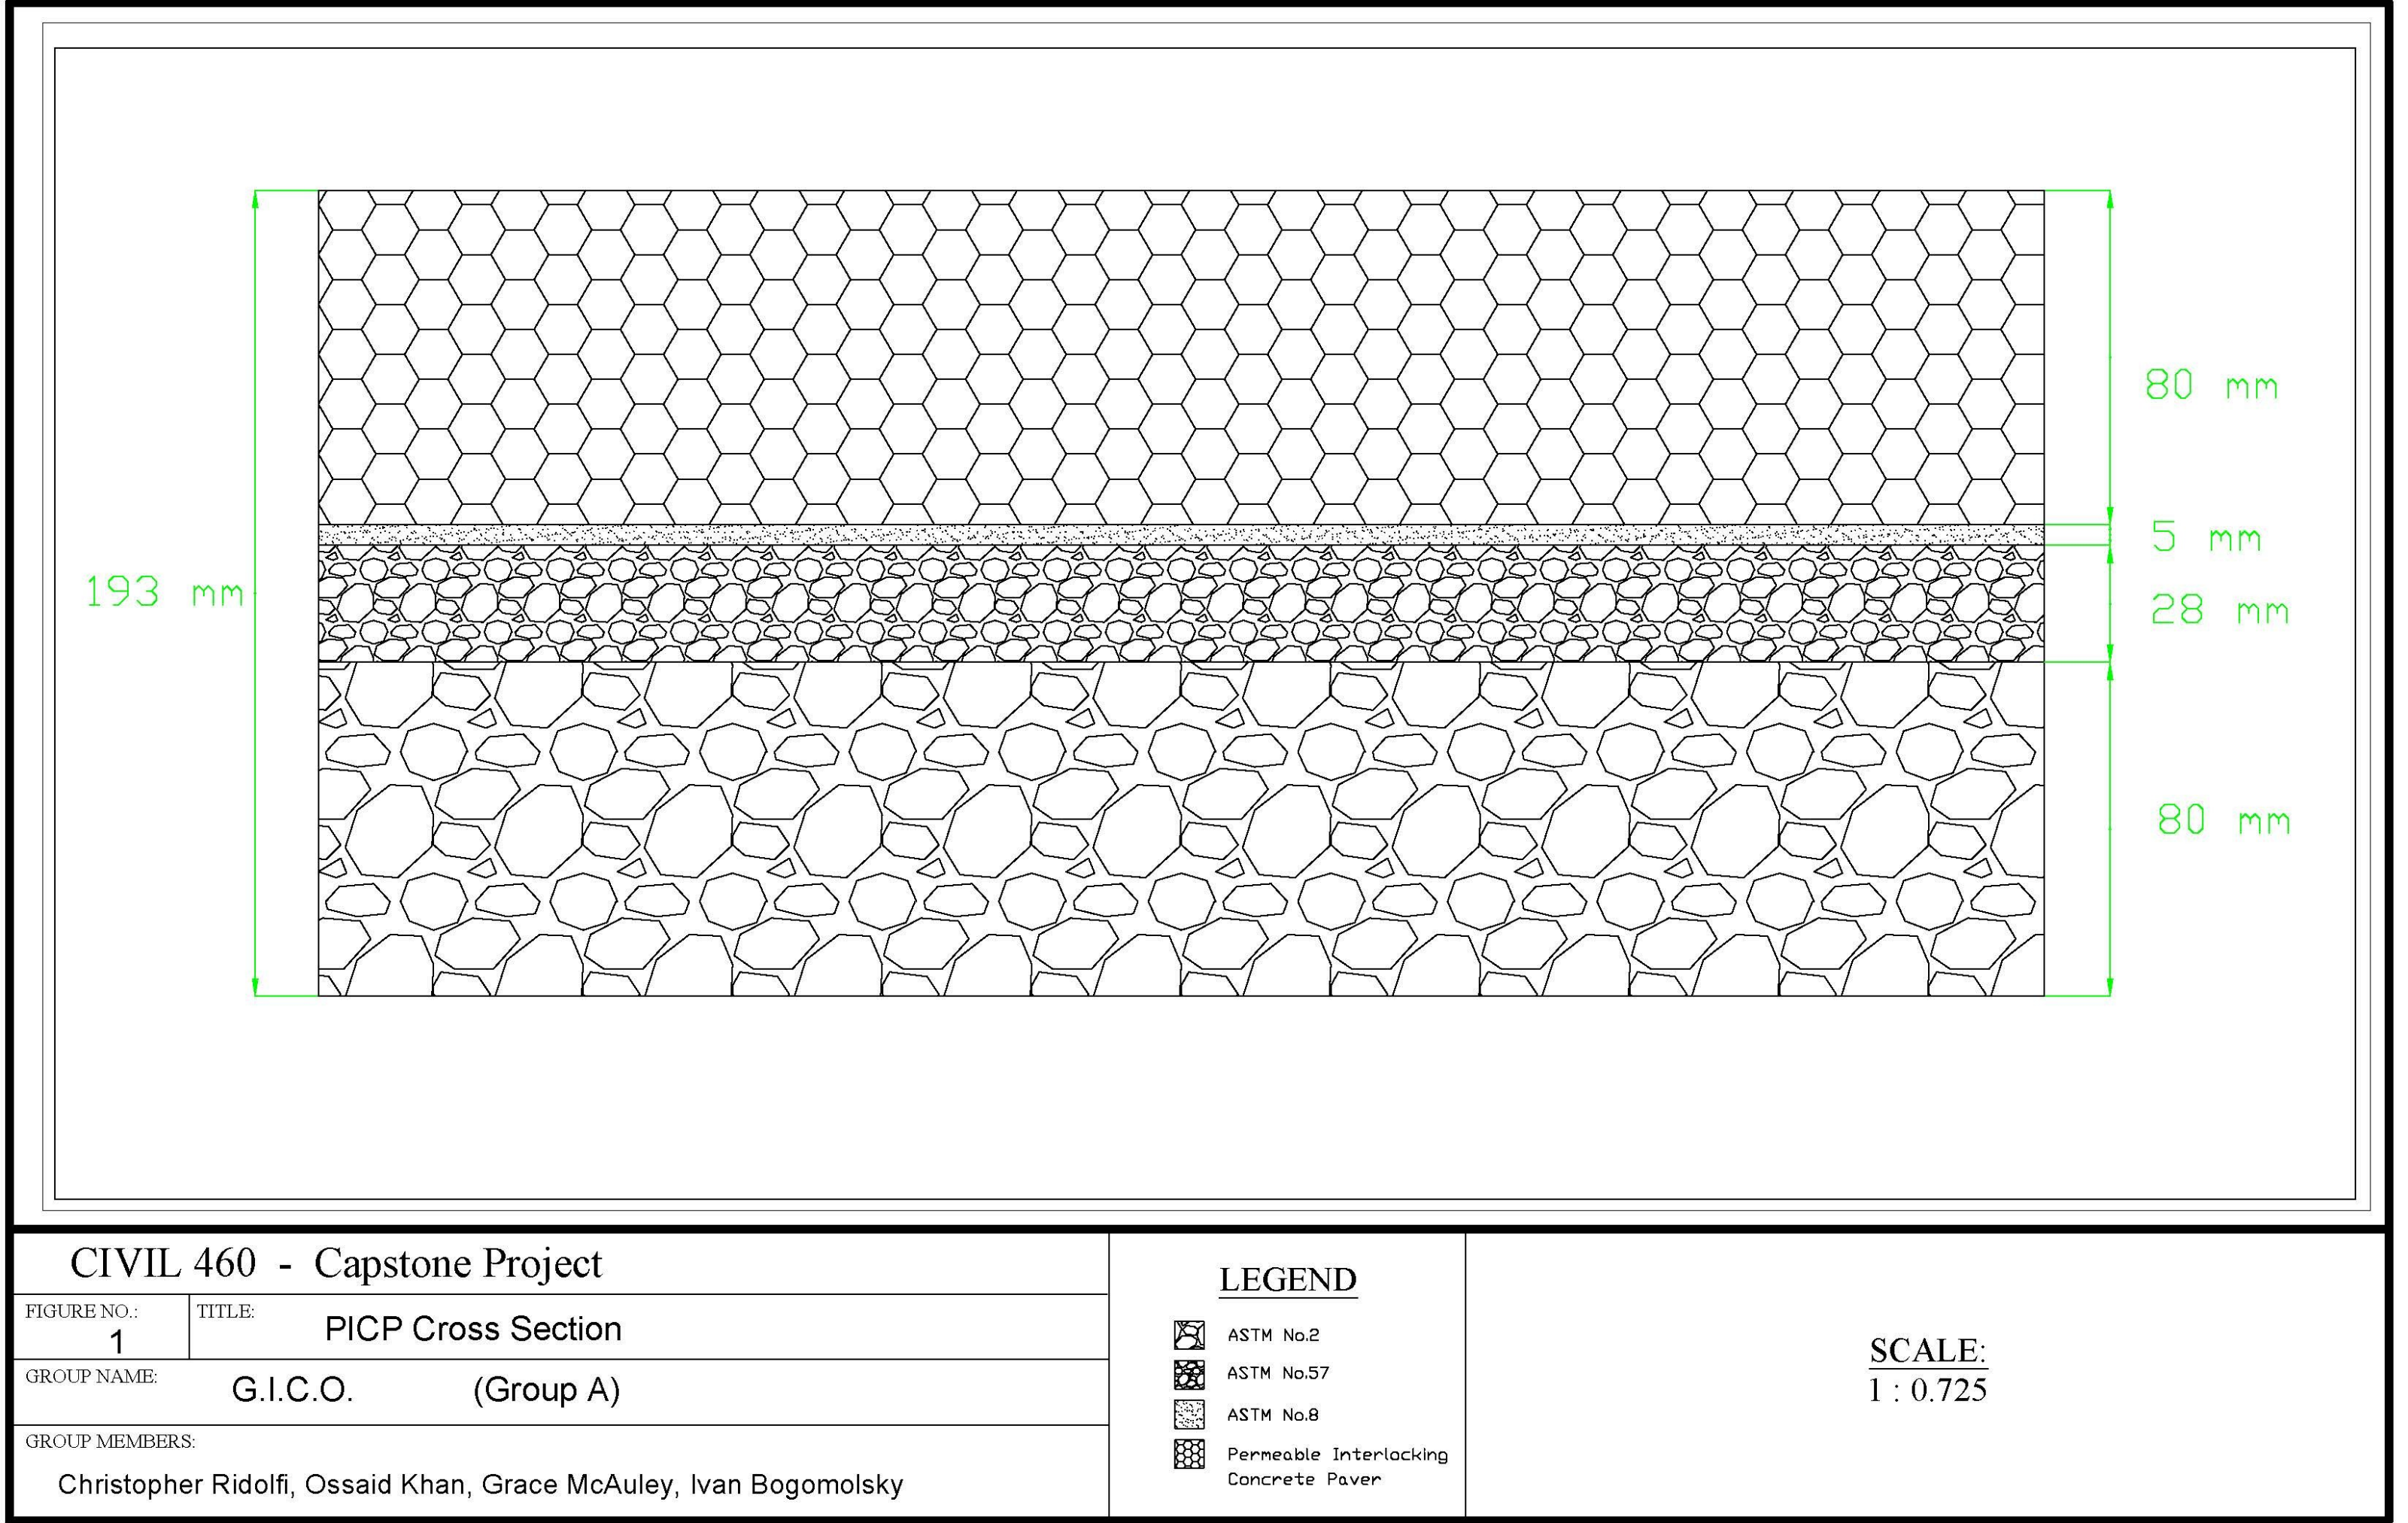 193 mm
80 mm
5 mm
28 mm
80 mm
CIVIL 460 - Capstone Project
FIGURE NO.:
1
TITLE:
PICP Cross Section
GROUP NAME:
G.I.C.O. (Group A)
GROUP MEMBERS:
Christopher Ridolfi, Ossaid Khan, Grace McAuley, Ivan Bogomolsky
LEGEND
ASTM No.2
ASTM No.57
ASTM No.8
Permeable Interlocking
Concrete Paver
SCALE:
1 : 0.725